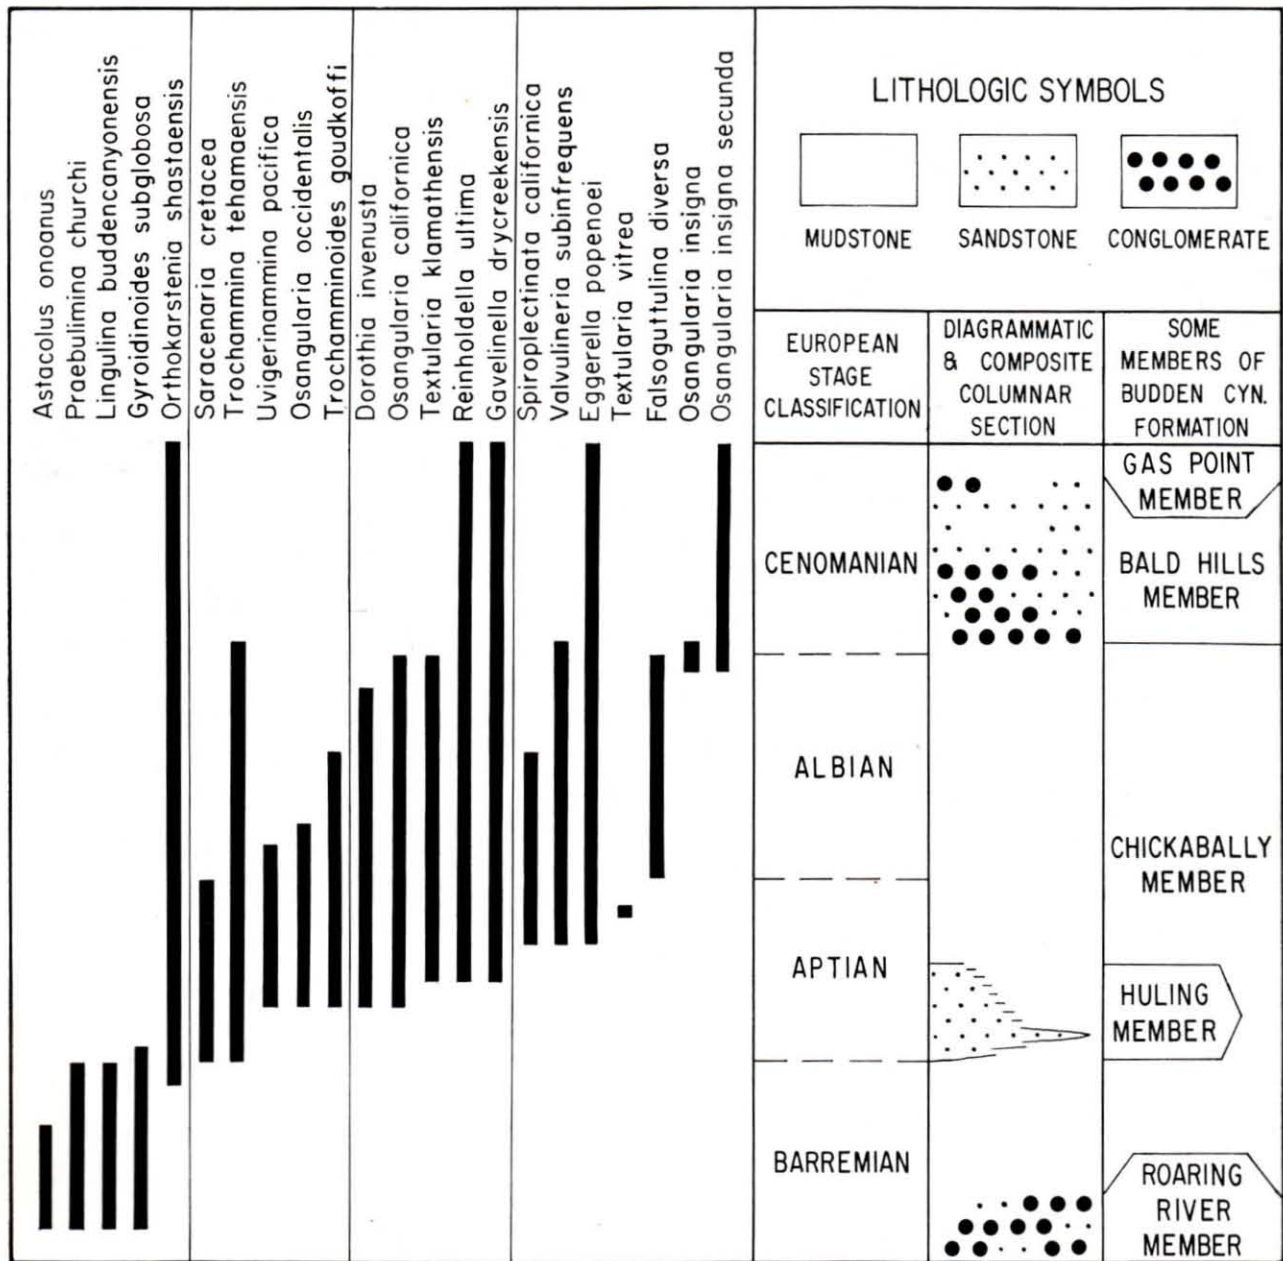 Astacolus onoanus
Praebulimina churchi
Lingulina buddencanyonensis
Gyroidinoides subglobosa
Orthokarstenia shastaensis
Saracenaria cretacea
Trochammina tehamaensis
Uvigerinammina pacifica
Osangularia occidentalis
Trochamminoides goudkoffi
Dorothia invenusta
Osangularia californica
Textularia klamathensis
Reinholdella ultima
Gavelinella drycreekensis
Spiroplectinata californica
Valvulineria subinfrequens
Eggerella popenoei
Textularia vitrea
Falsoguttulina diversa
Osangularia insigna
Osangularia insigna secunda
LITHOLOGIC SYMBOLS
MUDSTONE
SANDSTONE
CONGLOMERATE
EUROPEAN
STAGE
CLASSIFICATION
DIAGRAMMATIC
& COMPOSITE
COLUMNAR
SECTION
SOME
MEMBERS OF
BUDDEN CYN.
FORMATION
CENOMANIAN
ALBIAN
APTIAN
BARREMIAN
GAS POINT
MEMBER
BALD HILLS
MEMBER
CHICKABALLY
MEMBER
HULING
MEMBER
ROARING
RIVER
MEMBER